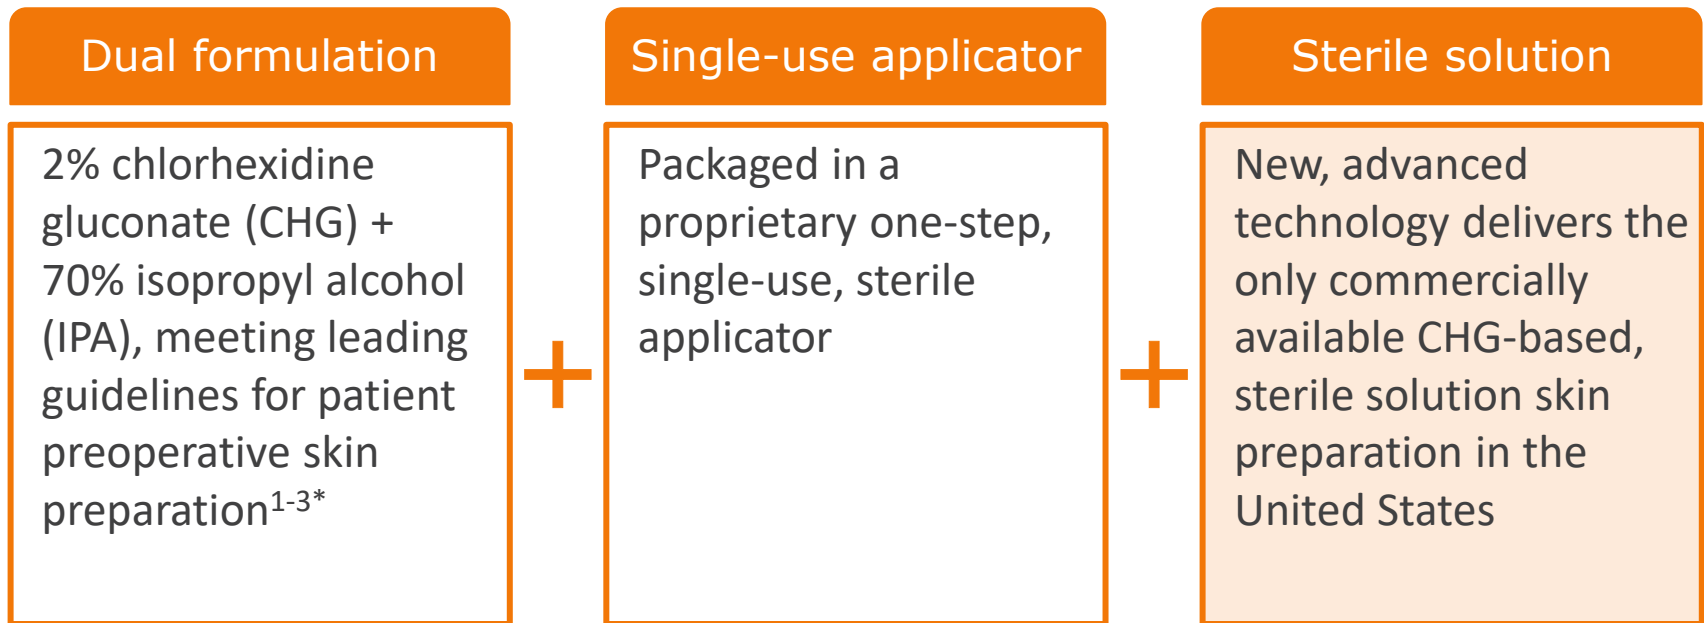 Dual formulation
2% chlorhexidine
gluconate (CHG) +
70% isopropyl alcohol
(IPA), meeting leading
guidelines for patient
preoperative skin
preparation1-3*
+
Single-use applicator
Packaged in a
proprietary one-step,
single-use, sterile
applicator
+
Sterile solution
New, advanced
technology delivers the
only commercially
available CHG-based,
sterile solution skin
preparation in the
United States